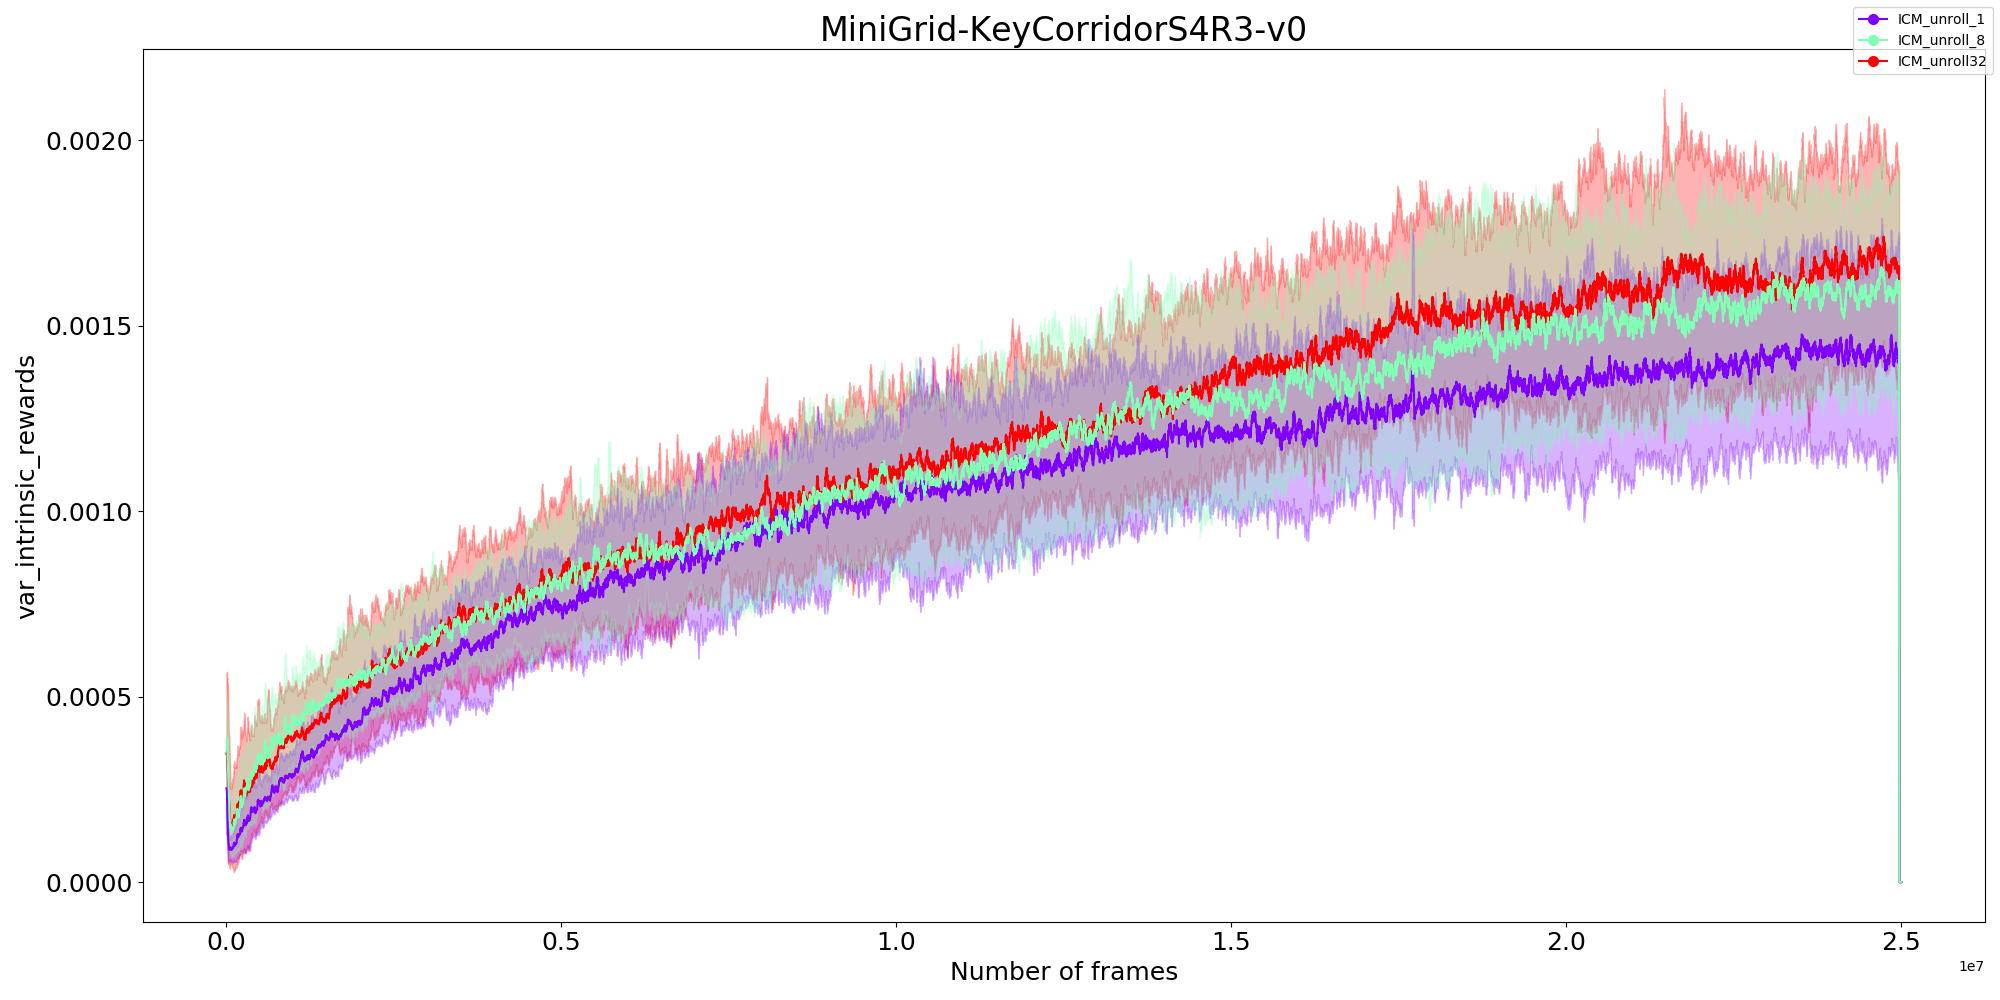 MiniGrid-KeyCorridorS4R3-v0
ICM_unroll_1
ICM_unroll_8
ICM_unroll32
var_intrinsic_rewards
0.0020
0.0015
0.0010
0.0005
0.0000
0.0 0.5 1.0 1.5 2.0 2.5
1e7
Number of frames